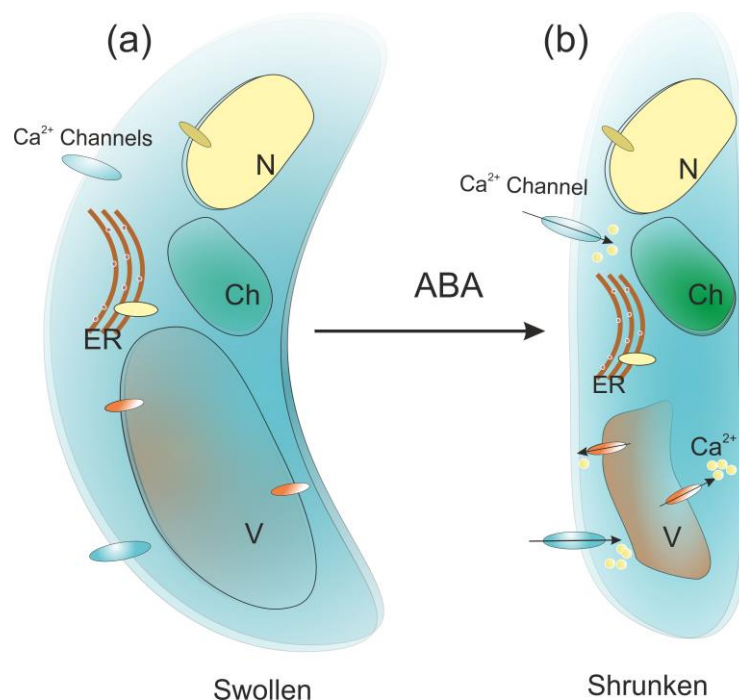 (a)
Ca²⁺ Channels
N
Ch
ER
V
Swollen
ABA
(b)
Ca²⁺ Channel
N
Ch
ER
Ca²⁺
V
Shrunken